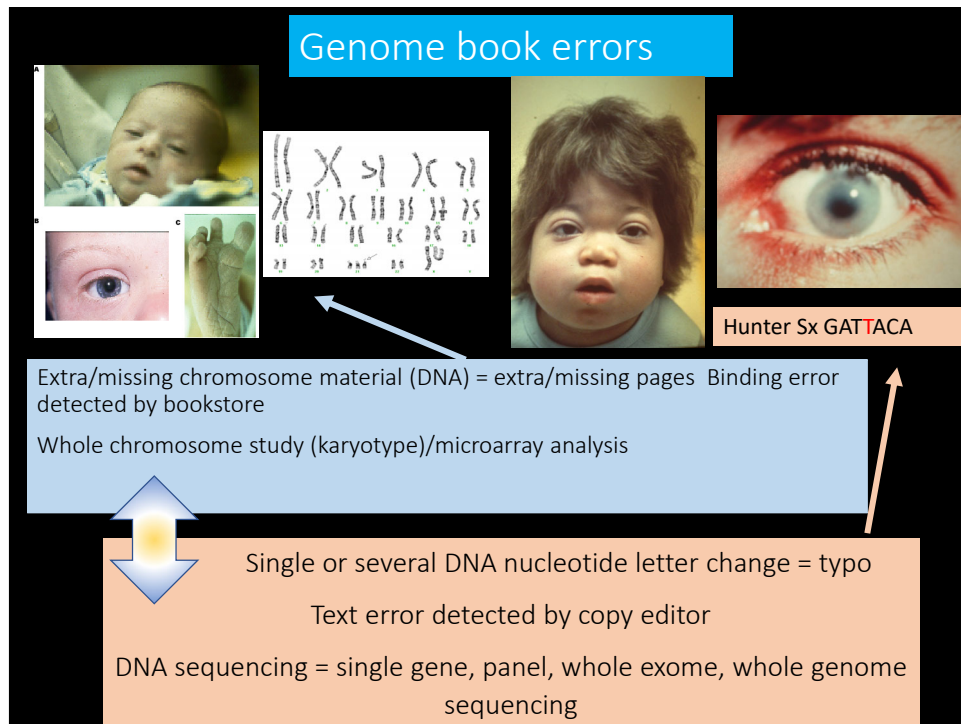 Genome book errors
A
B
C
Hunter Sx GATTACA
Extra/missing chromosome material (DNA) = extra/missing pages  Binding error
detected by bookstore
Whole chromosome study (karyotype)/microarray analysis
Single or several DNA nucleotide letter change = typo
Text error detected by copy editor
DNA sequencing = single gene, panel, whole exome, whole genome
sequencing